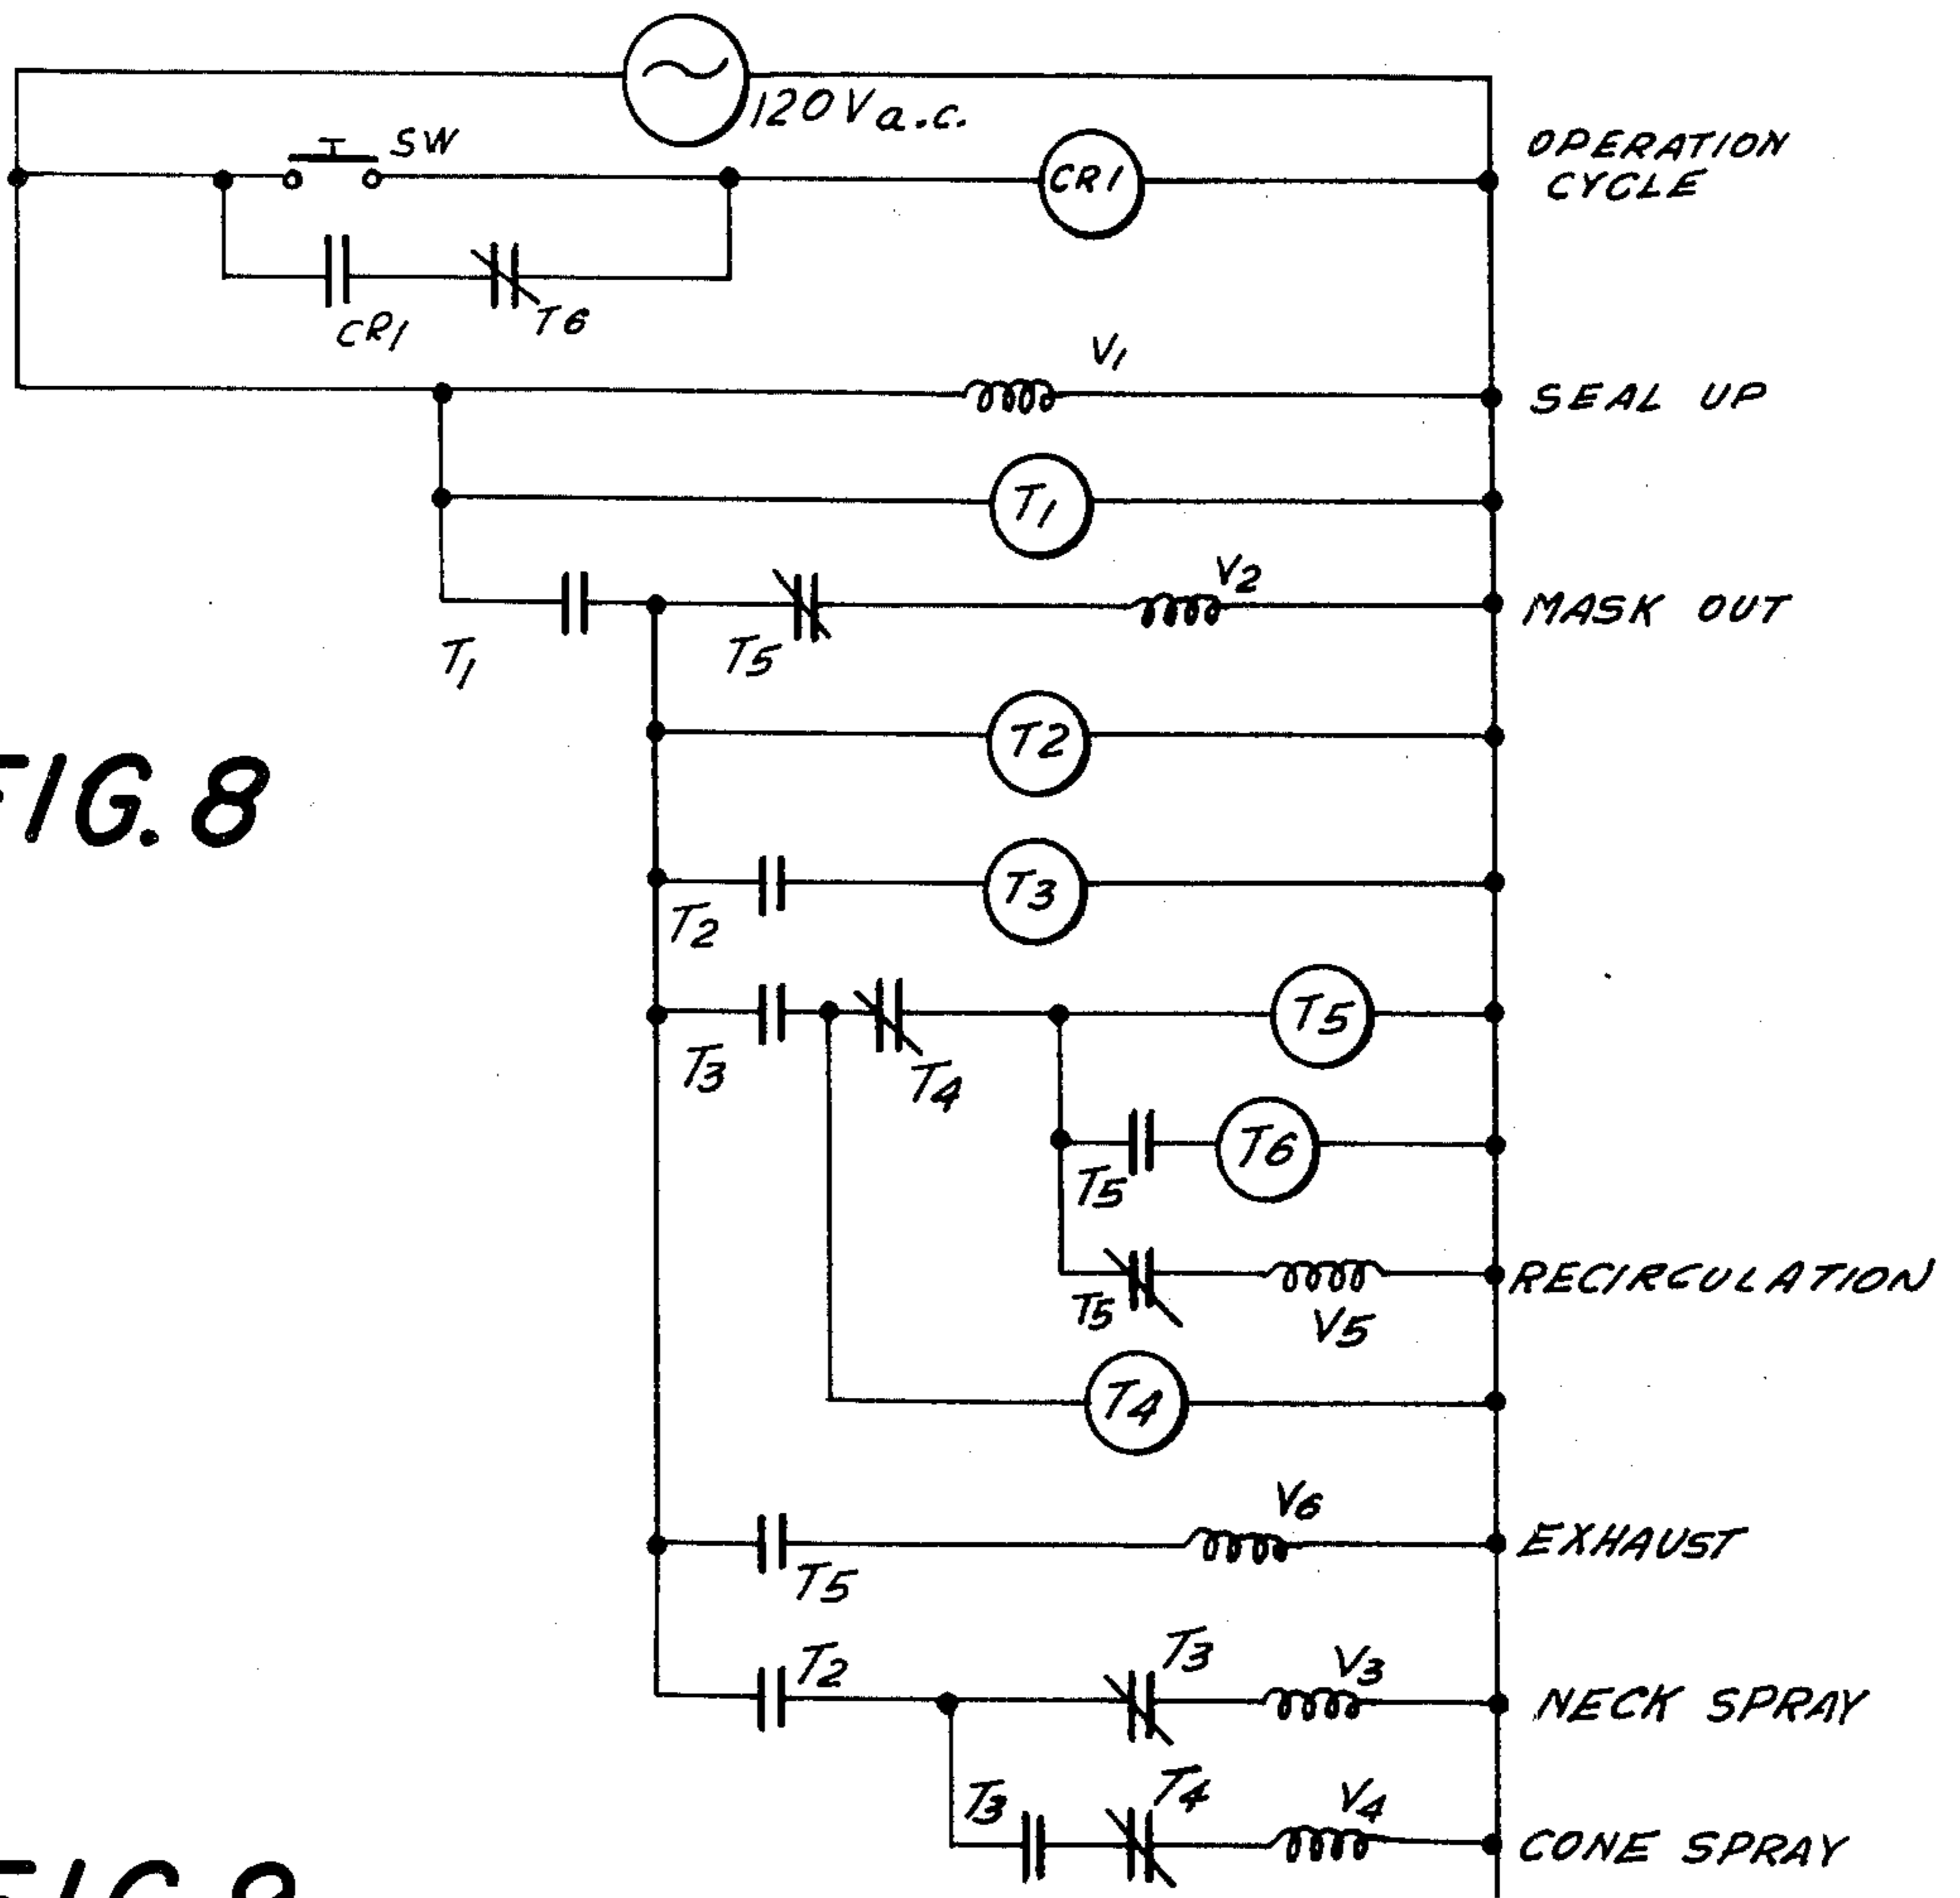 120V a.c.
SW
OPERATION
CYCLE
CR1
CR1
T6
V1
SEAL UP
T1
V2
MASK OUT
T1
T5
T2
FIG. 8
T3
T2
T5
T3
T4
T6
T5
RECIRCULATION
T5
V5
T4
V6
EXHAUST
T5
T2
T3
V3
NECK SPRAY
T3
T4
V4
CONE SPRAY